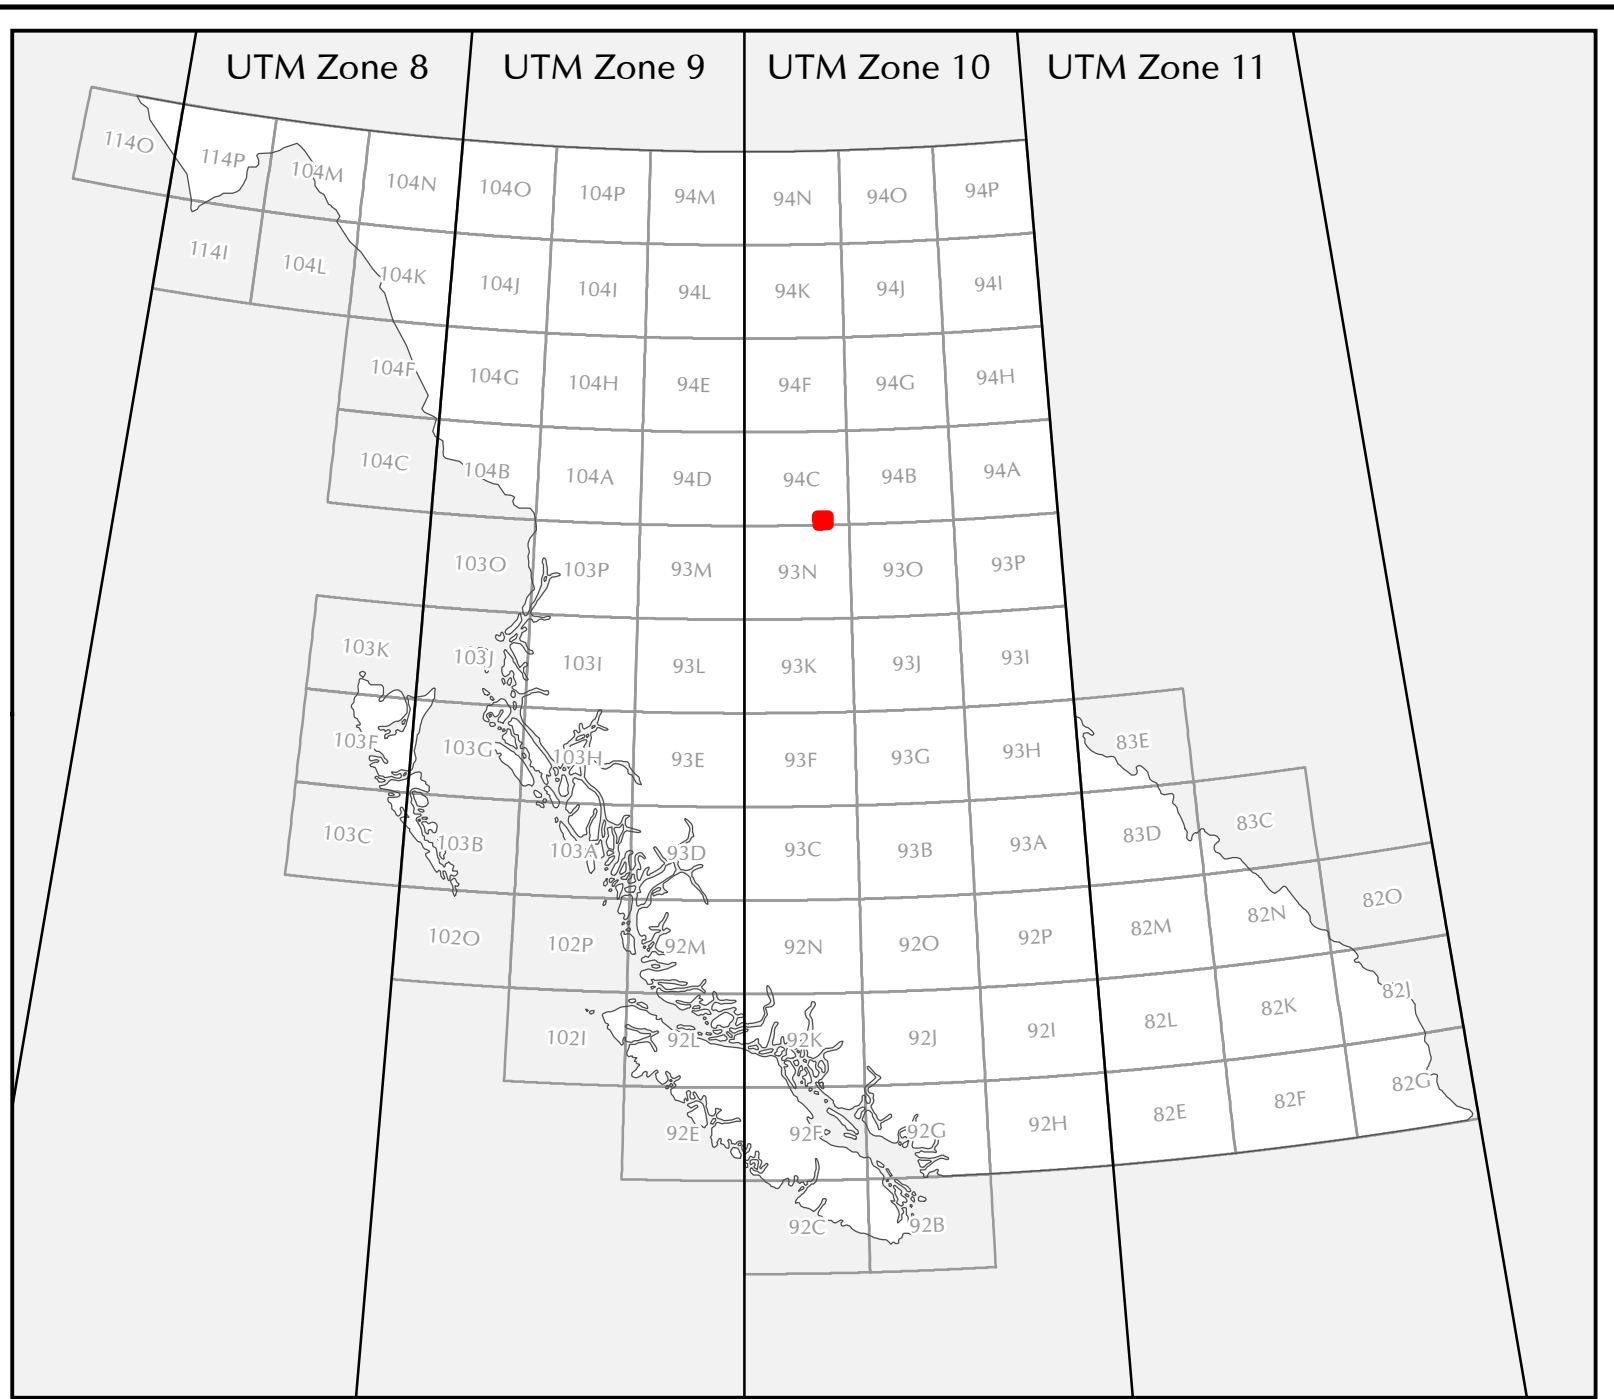 UTM Zone 8 UTM Zone 9 UTM Zone 10 UTM Zone 11
114O 114P 104M 104N 104O 104P 94M 94N 94O 94P
114I 104L 104K 104J 104I 94L 94K 94J 94I
104F 104G 104H 94E 94F 94G 94H
104C 104B 104A 94D 94C 94B 94A
103O 103P 93M 93N 93O 93P
103K 103J 103I 93L 93K 93J 93I
103F 103G 103H 93E 93F 93G 93H 83E
103C 103B 103A 93D 93C 93B 93A 83D 83C
102O 102P 92M 92N 92O 92P 82M 82N 82O
102I 92L 92K 92J 92I 82L 82K 82J
92E 92F 92G 92H 82E 82F 82G
92C 92B